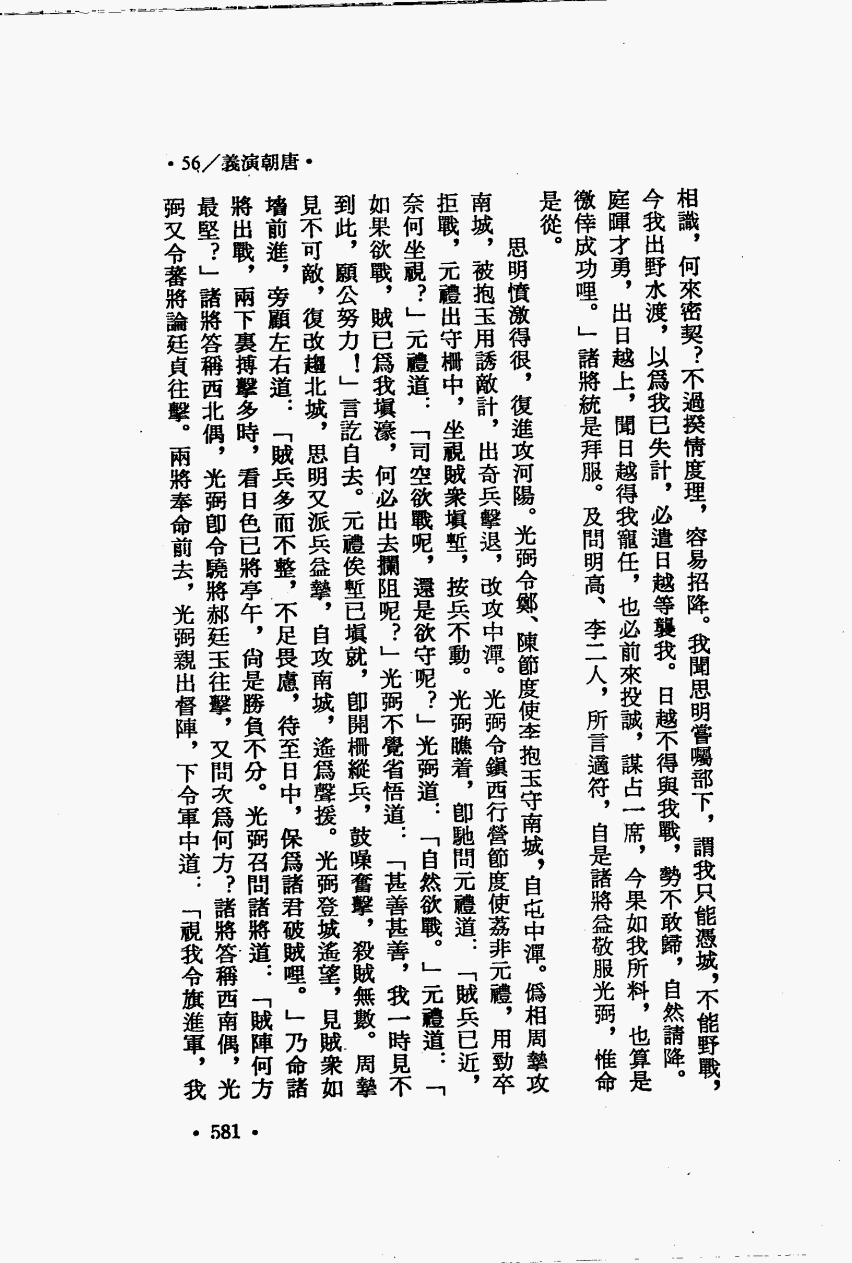 •56／義演朝唐•
相識，何來密契？不過揆情度理，容易招降。我聞思明嘗囑部下，謂我只能憑城，不能野戰，
今我出野水渡，以爲我已失計，必遣日越等襲我。日越不得與我戰，勢不敢歸，自然請降。
庭暉才勇，出日越上，聞日越得我寵任，也必前來投誠，謀占一席，今果如我所料，也算是
徼倖成功哩。」諸將統是拜服。及問明高、李二人，所言適符，自是諸將益敬服光弼，惟命
是從。
思明憤激得很，復進攻河陽。光弼令鄭、陳節度使李抱玉守南城，自屯中潬。僞相周摯攻
南城，被抱玉用誘敵計，出奇兵擊退，改攻中潬。光弼令鎭西行營節度使荔非元禮，用勁卒
拒戰，元禮出守柵中，坐視賊衆塡塹，按兵不動。光弼瞧着，卽馳問元禮道：「賊兵已近，
奈何坐視？」元禮道：「司空欲戰呢，還是欲守呢？」光弼道：「自然欲戰。」元禮道：「
如果欲戰，賊已爲我塡濠，何必出去攔阻呢？」光弼不覺省悟道：「甚善甚善，我一時見不
到此，願公努力！」言訖自去。元禮俟塹已塡就，卽開柵縱兵，鼓噪奮擊，殺賊無數。周摯
見不可敵，復改趨北城，思明又派兵益摯，自攻南城，遙爲聲援。光弼登城遙望，見賊衆如
墻前進，旁顧左右道：「賊兵多而不整，不足畏慮，待至日中，保爲諸君破賊哩。」乃命諸
將出戰，兩下裏搏擊多時，看日色已將亭午，尙是勝負不分。光弼召問諸將道：「賊陣何方
最堅？」諸將答稱西北偶，光弼卽令驍將郝廷玉往擊，又問次爲何方？諸將答稱西南偶，光
弼又令蕃將論廷貞往擊。兩將奉命前去，光弼親出督陣，下令軍中道：「視我令旗進軍，我
•581•